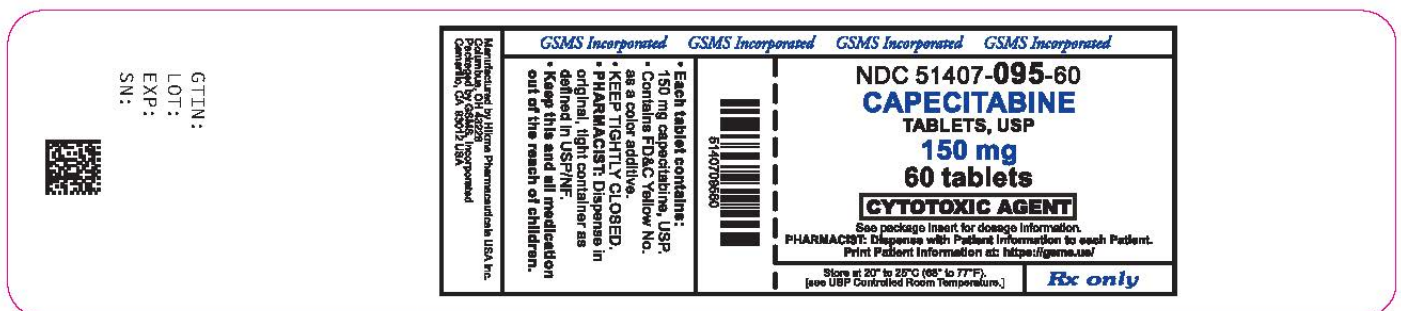 GTIN:
LOT:
EXP:
SN:
Manufactured by Hikma Pharmaceuticals USA Inc.
Columbus, OH 43228
Packaged by GSMS, Incorporated
Camarillo, CA 93012 USA
GSMS Incorporated GSMS Incorporated GSMS Incorporated GSMS Incorporated
• Each tablet contains:
150 mg capecitabine, USP.
• Contains FD&C Yellow No.
as a color additive.
• KEEP TIGHTLY CLOSED.
• PHARMACIST: Dispense in
original, tight container as
defined in USP/NF.
• Keep this and all medication
out of the reach of children.
NDC 51407-095-60
CAPECITABINE
TABLETS, USP
150 mg
60 tablets
CYTOTOXIC AGENT
See package insert for dosage information.
PHARMACIST: Dispense with Patient Information to each Patient.
Print Patient Information at: https://gsms.us/
Store at 20° to 25°C (68° to 77°F).
[see USP Controlled Room Temperature.]
Rx only